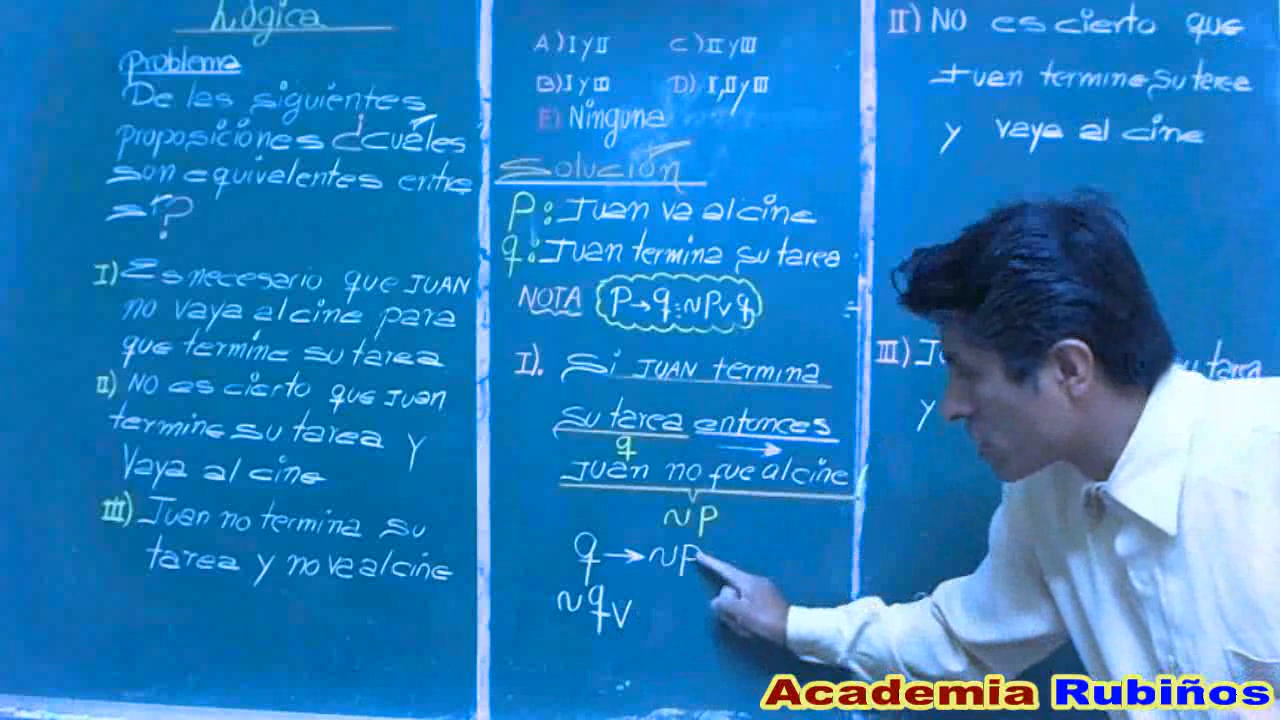 Lógica
Problema
De las siguientes
proposiciones ¿cuáles
son equivalentes entre
sí?
I) Es necesario que JUAN
no vaya al cine para
que termine su tarea
II) NO es cierto que Juan
termine su tarea y
vaya al cine
III) Juan no termina su
tarea y no va al cine
A) I y II C) II y III
B) I y III D) I, II y III
E) Ninguna
Solución
P: Juan va al cine
q: Juan termina su tarea
NOTA P→q:~P∨q
I). Si JUAN termina
su tarea entonces
q →
Juan no fue al cine
~P
q→~P
~q∨
II) NO es cierto que
Juan termine su tarea
y vaya al cine
III)
su tarea
y
Academia Rubiños